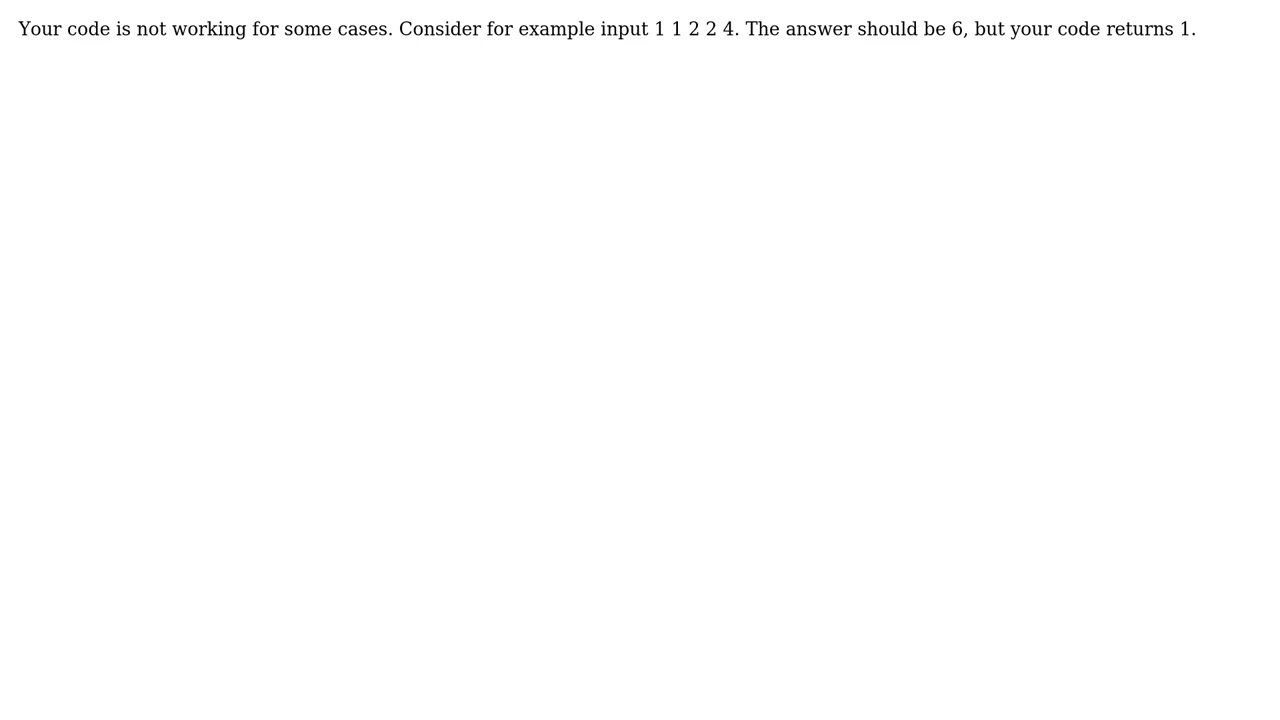 Your code is not working for some cases. Consider for example input 1 1 2 2 4. The answer should be 6, but your code returns 1.